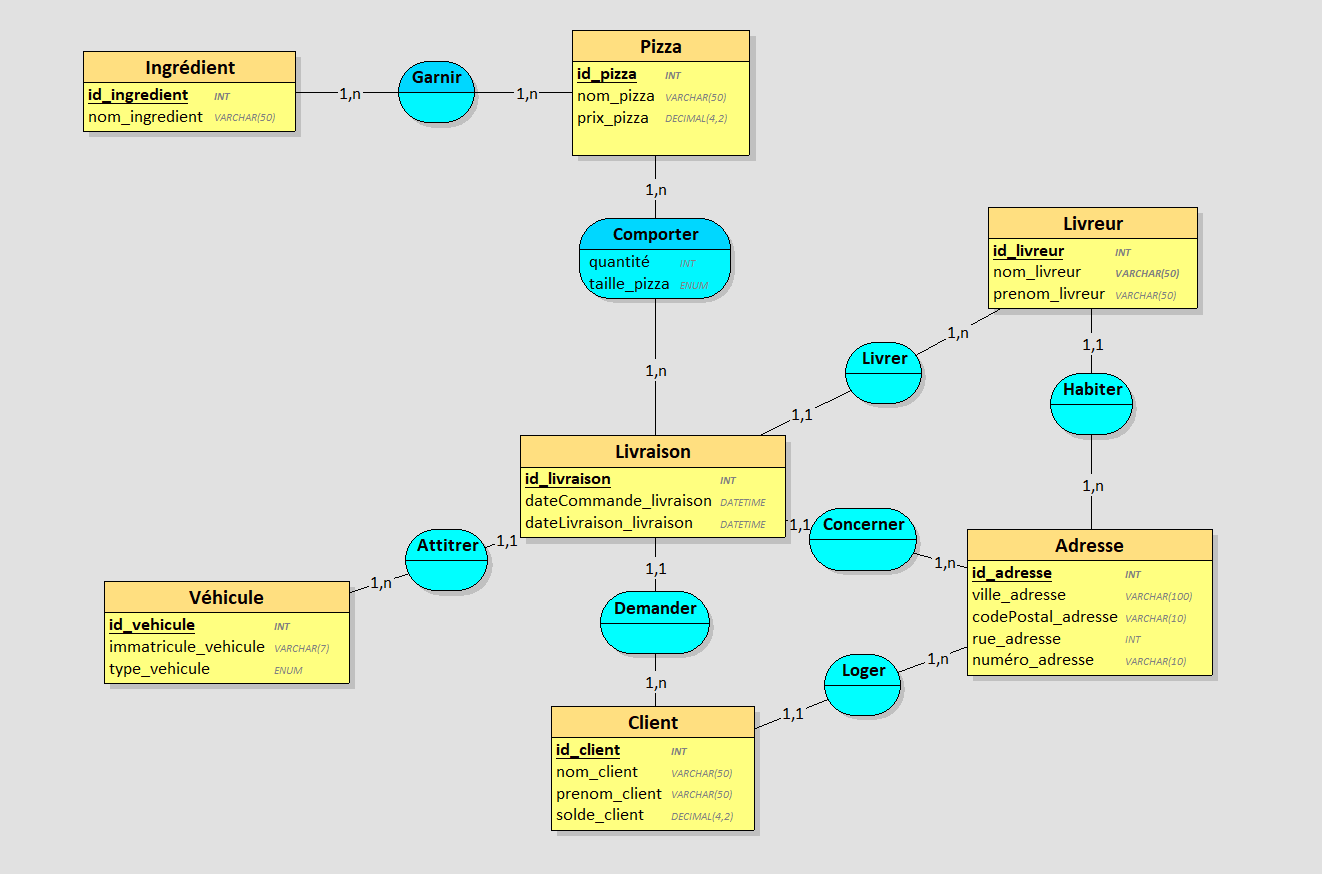 Ingrédient
id_ingredient INT
nom_ingredient VARCHAR(50)
1,n
Garnir
1,n
Pizza
id_pizza INT
nom_pizza VARCHAR(50)
prix_pizza DECIMAL(4,2)
1,n
Comporter
quantité INT
taille_pizza ENUM
1,n
Livreur
id_livreur INT
nom_livreur VARCHAR(50)
prenom_livreur VARCHAR(50)
1,n
Livrer
1,1
1,1
Habiter
1,n
Livraison
id_livraison INT
dateCommande_livraison DATETIME
dateLivraison_livraison DATETIME
1,1
Concerner
1,n
1,1
Attitrer
1,n
Véhicule
id_vehicule INT
immatricule_vehicule VARCHAR(7)
type_vehicule ENUM
1,1
Demander
1,n
Adresse
id_adresse INT
ville_adresse VARCHAR(100)
codePostal_adresse VARCHAR(10)
rue_adresse INT
numéro_adresse VARCHAR(10)
1,n
Loger
1,1
Client
id_client INT
nom_client VARCHAR(50)
prenom_client VARCHAR(50)
solde_client DECIMAL(4,2)